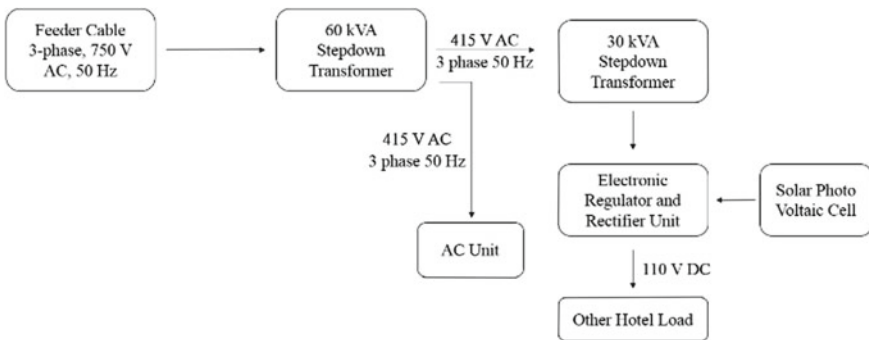 Feeder Cable
3-phase, 750 V
AC, 50 Hz
60 kVA
Stepdown
Transformer
415 V AC
3 phase 50 Hz
30 kVA
Stepdown
Transformer
415 V AC
3 phase 50 Hz
AC Unit
Electronic
Regulator and
Rectifier Unit
Solar Photo
Voltaic Cell
110 V DC
Other Hotel Load